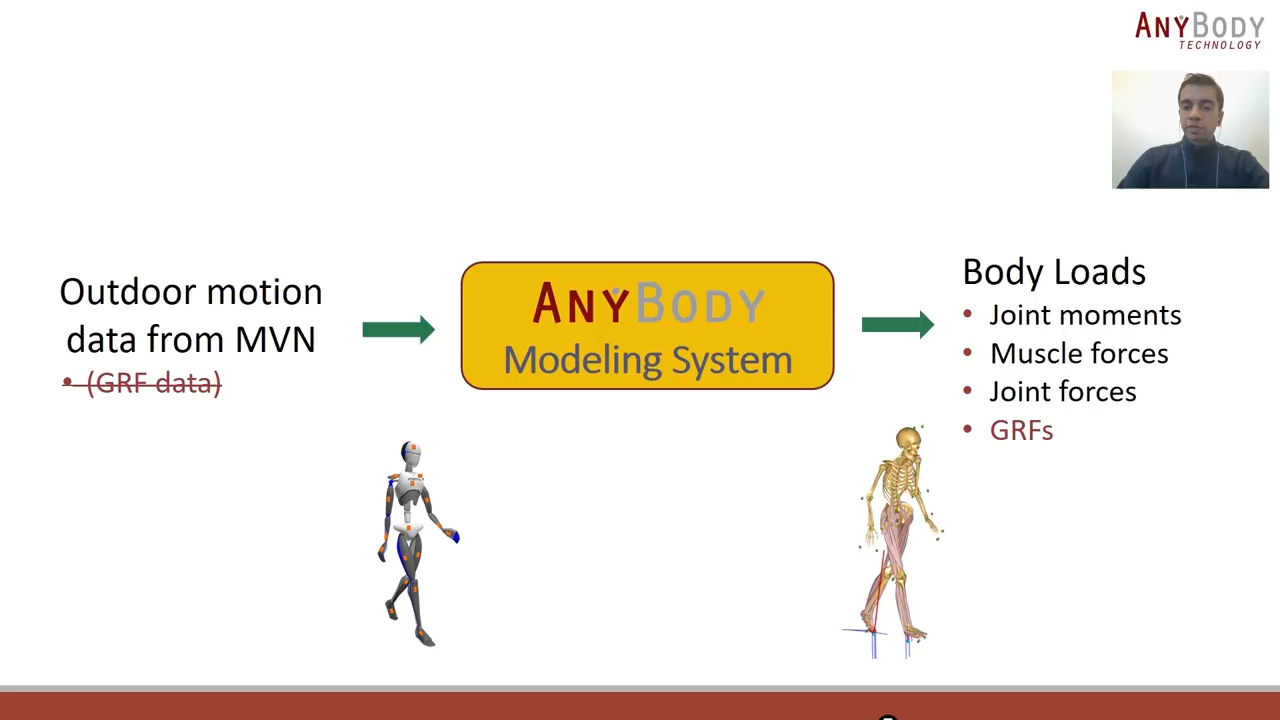 ANYBODY
TECHNOLOGY
Outdoor motion
data from MVN
• (GRF data)
ANYBODY
Modeling System
Body Loads
• Joint moments
• Muscle forces
• Joint forces
• GRFs